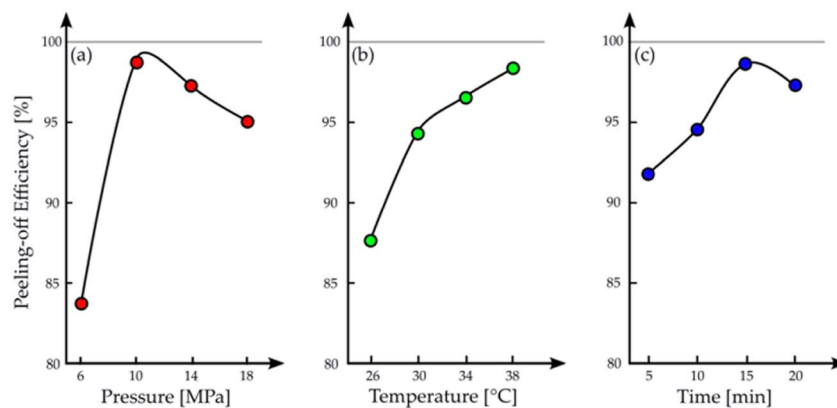 Peeling-off Efficiency [%]
(a)
100
95
90
85
80
6 10 14 18
Pressure [MPa]
(b)
100
95
90
85
80
26 30 34 38
Temperature [°C]
(c)
100
95
90
85
80
5 10 15 20
Time [min]